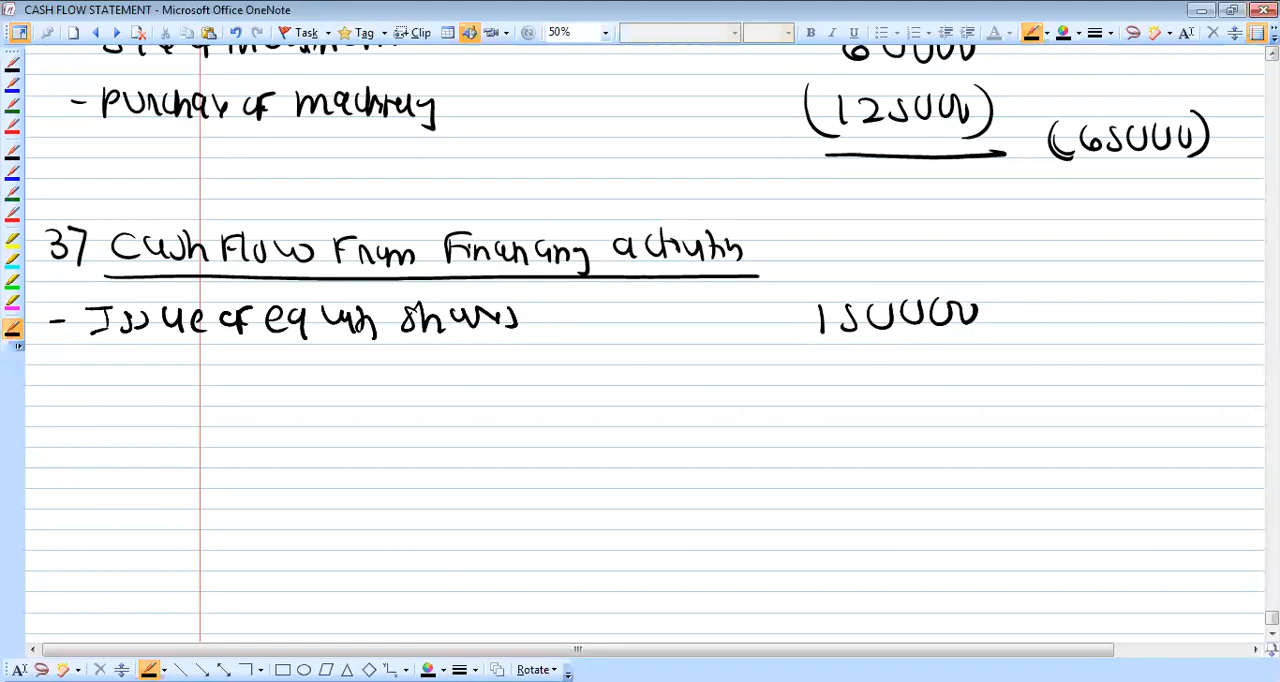 CASH FLOW STATEMENT - Microsoft Office OneNote
Task Tag Clip 50% B I U A
60000
- Purchase of machinery (125000)
(65000)
3) Cash Flow From Financing activities
- Issue of equity shares 150000
Rotate